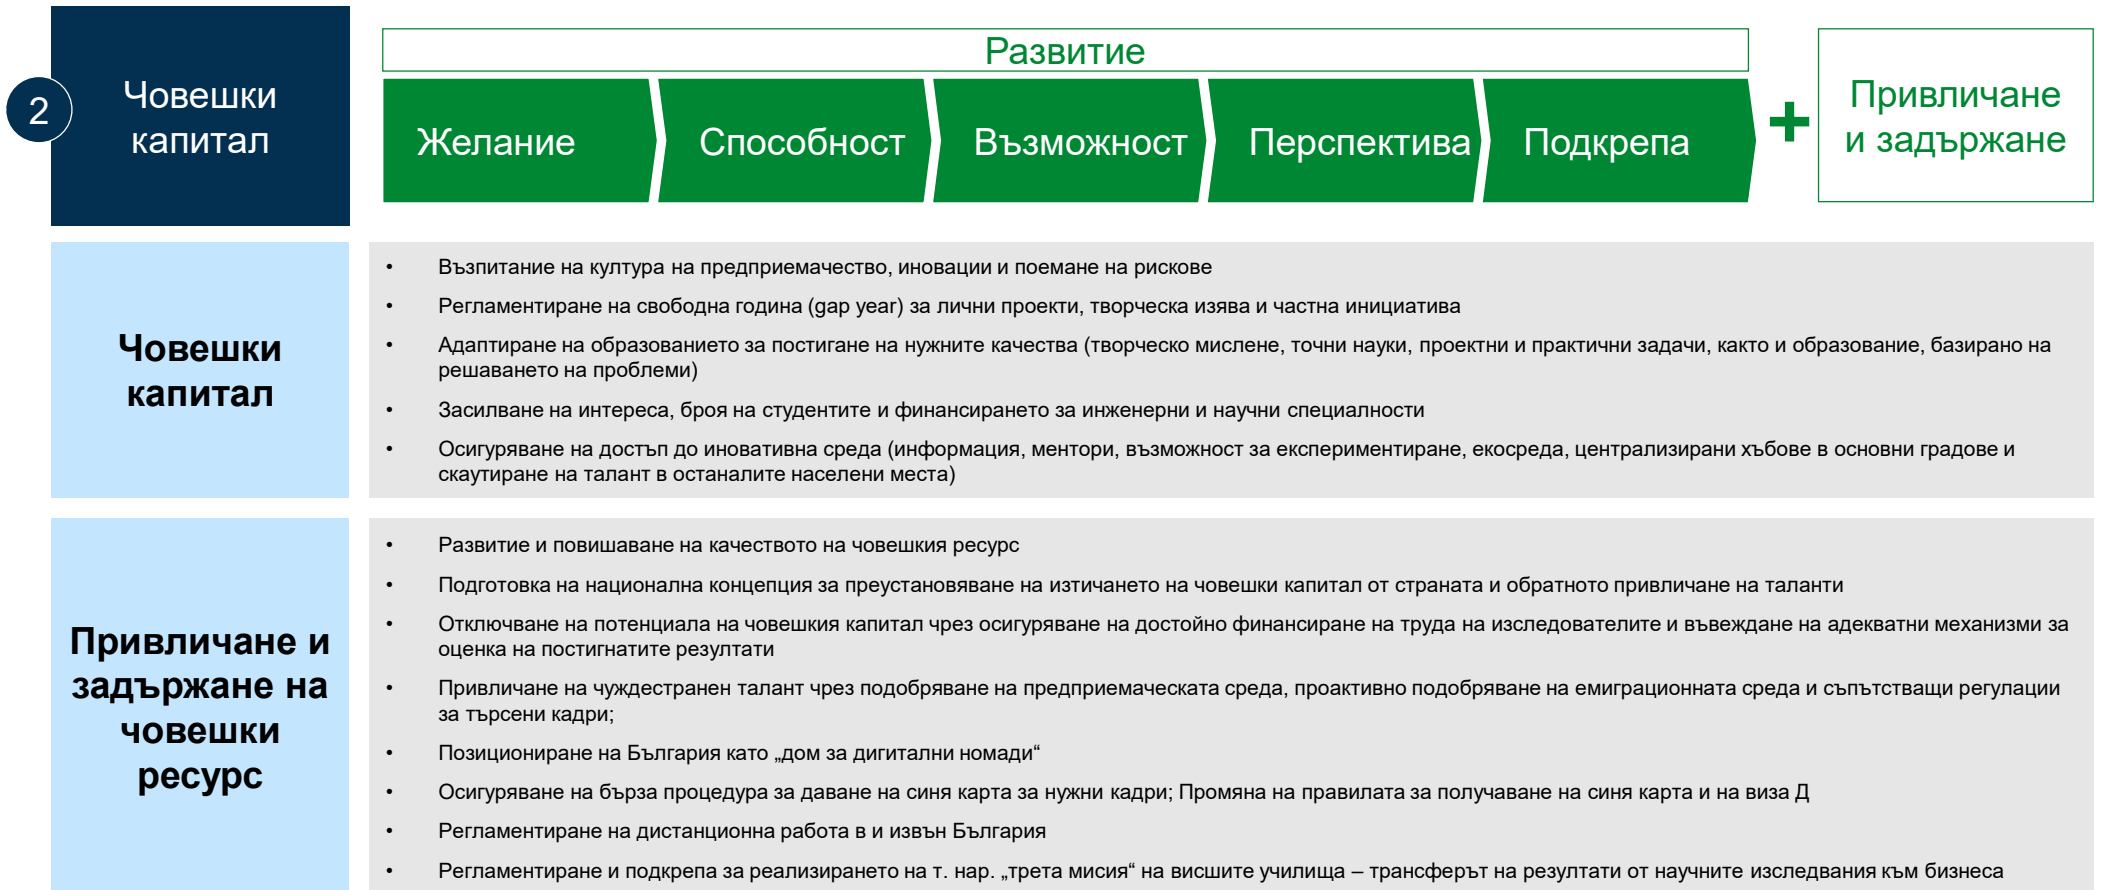 2
Човешки
капитал
Развитие
Желание
Способност
Възможност
Перспектива
Подкрепа
+
Привличане
и задържане
Човешки
капитал
• Възпитание на култура на предприемачество, иновации и поемане на рискове
• Регламентиране на свободна година (gap year) за лични проекти, творческа изява и частна инициатива
• Адаптиране на образованието за постигане на нужните качества (творческо мислене, точни науки, проектни и практични задачи, както и образование, базирано на
решаването на проблеми)
• Засилване на интереса, броя на студентите и финансирането за инженерни и научни специалности
• Осигуряване на достъп до иновативна среда (информация, ментори, възможност за експериментиране, екосреда, централизирани хъбове в основни градове и
скаутиране на талант в останалите населени места)
Привличане и
задържане на
човешки
ресурс
• Развитие и повишаване на качеството на човешкия ресурс
• Подготовка на национална концепция за преустановяване на изтичането на човешки капитал от страната и обратното привличане на таланти
• Отключване на потенциала на човешкия капитал чрез осигуряване на достойно финансиране на труда на изследователите и въвеждане на адекватни механизми за
оценка на постигнатите резултати
• Привличане на чуждестранен талант чрез подобряване на предприемаческата среда, проактивно подобряване на емиграционната среда и съпътстващи регулации
за търсени кадри;
• Позициониране на България като „дом за дигитални номади“
• Осигуряване на бърза процедура за даване на синя карта за нужни кадри; Промяна на правилата за получаване на синя карта и на виза Д
• Регламентиране на дистанционна работа в и извън България
• Регламентиране и подкрепа за реализирането на т. нар. „трета мисия“ на висшите училища – трансферът на резултати от научните изследвания към бизнеса